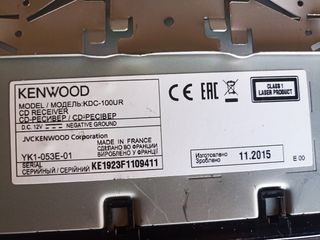 KENWOOD
MODEL / МОДЕЛЬ: KDC-100UR
CD RECEIVER
CD-РЕСИВЕР / CD-РЕСІВЕР
D.C. 12V NEGATIVE GROUND
JVCKENWOOD Corporation
YK1-053E-01
MADE IN FRANCE
СДЕЛАНО ВО ФРАНЦИИ
ВИРОБЛЕНО У ФРАНЦІЇ
SERIAL
СЕРИЙНЫЙ / СЕРІЙНИЙ KE1923F1109411
CE EAC
CLASS 1
LASER PRODUCT
Изготовлено
Зроблено
11.2015
E 00